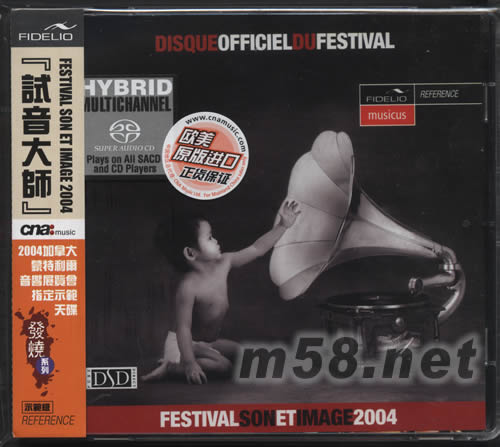 FIDELIO
FESTIVAL SON ET IMAGE 2004
『試音大師』
cna:music
2004加拿大
蒙特利爾
音響展覽會
指定示範
天碟
發燒
系列
示範級
REFERENCE
DISQUEOFFICIELDUFESTIVAL
HYBRID
MULTICHANNEL
SUPER AUDIO CD
Plays on All SACD
and CD Players
www.cnamusic.com
欧美
原版进口
正货保证
FIDELIO
REFERENCE
musicus
DSD
m58.net
FESTIVALSONETIMAGE2004